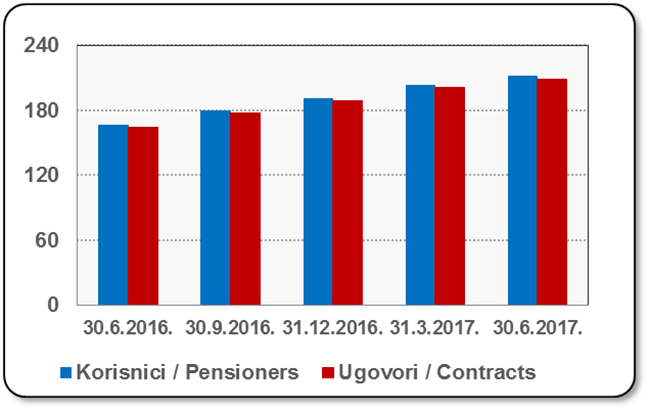 240
180
120
60
0
30.6.2016. 30.9.2016. 31.12.2016. 31.3.2017. 30.6.2017.
Korisnici / Pensioners Ugovori / Contracts